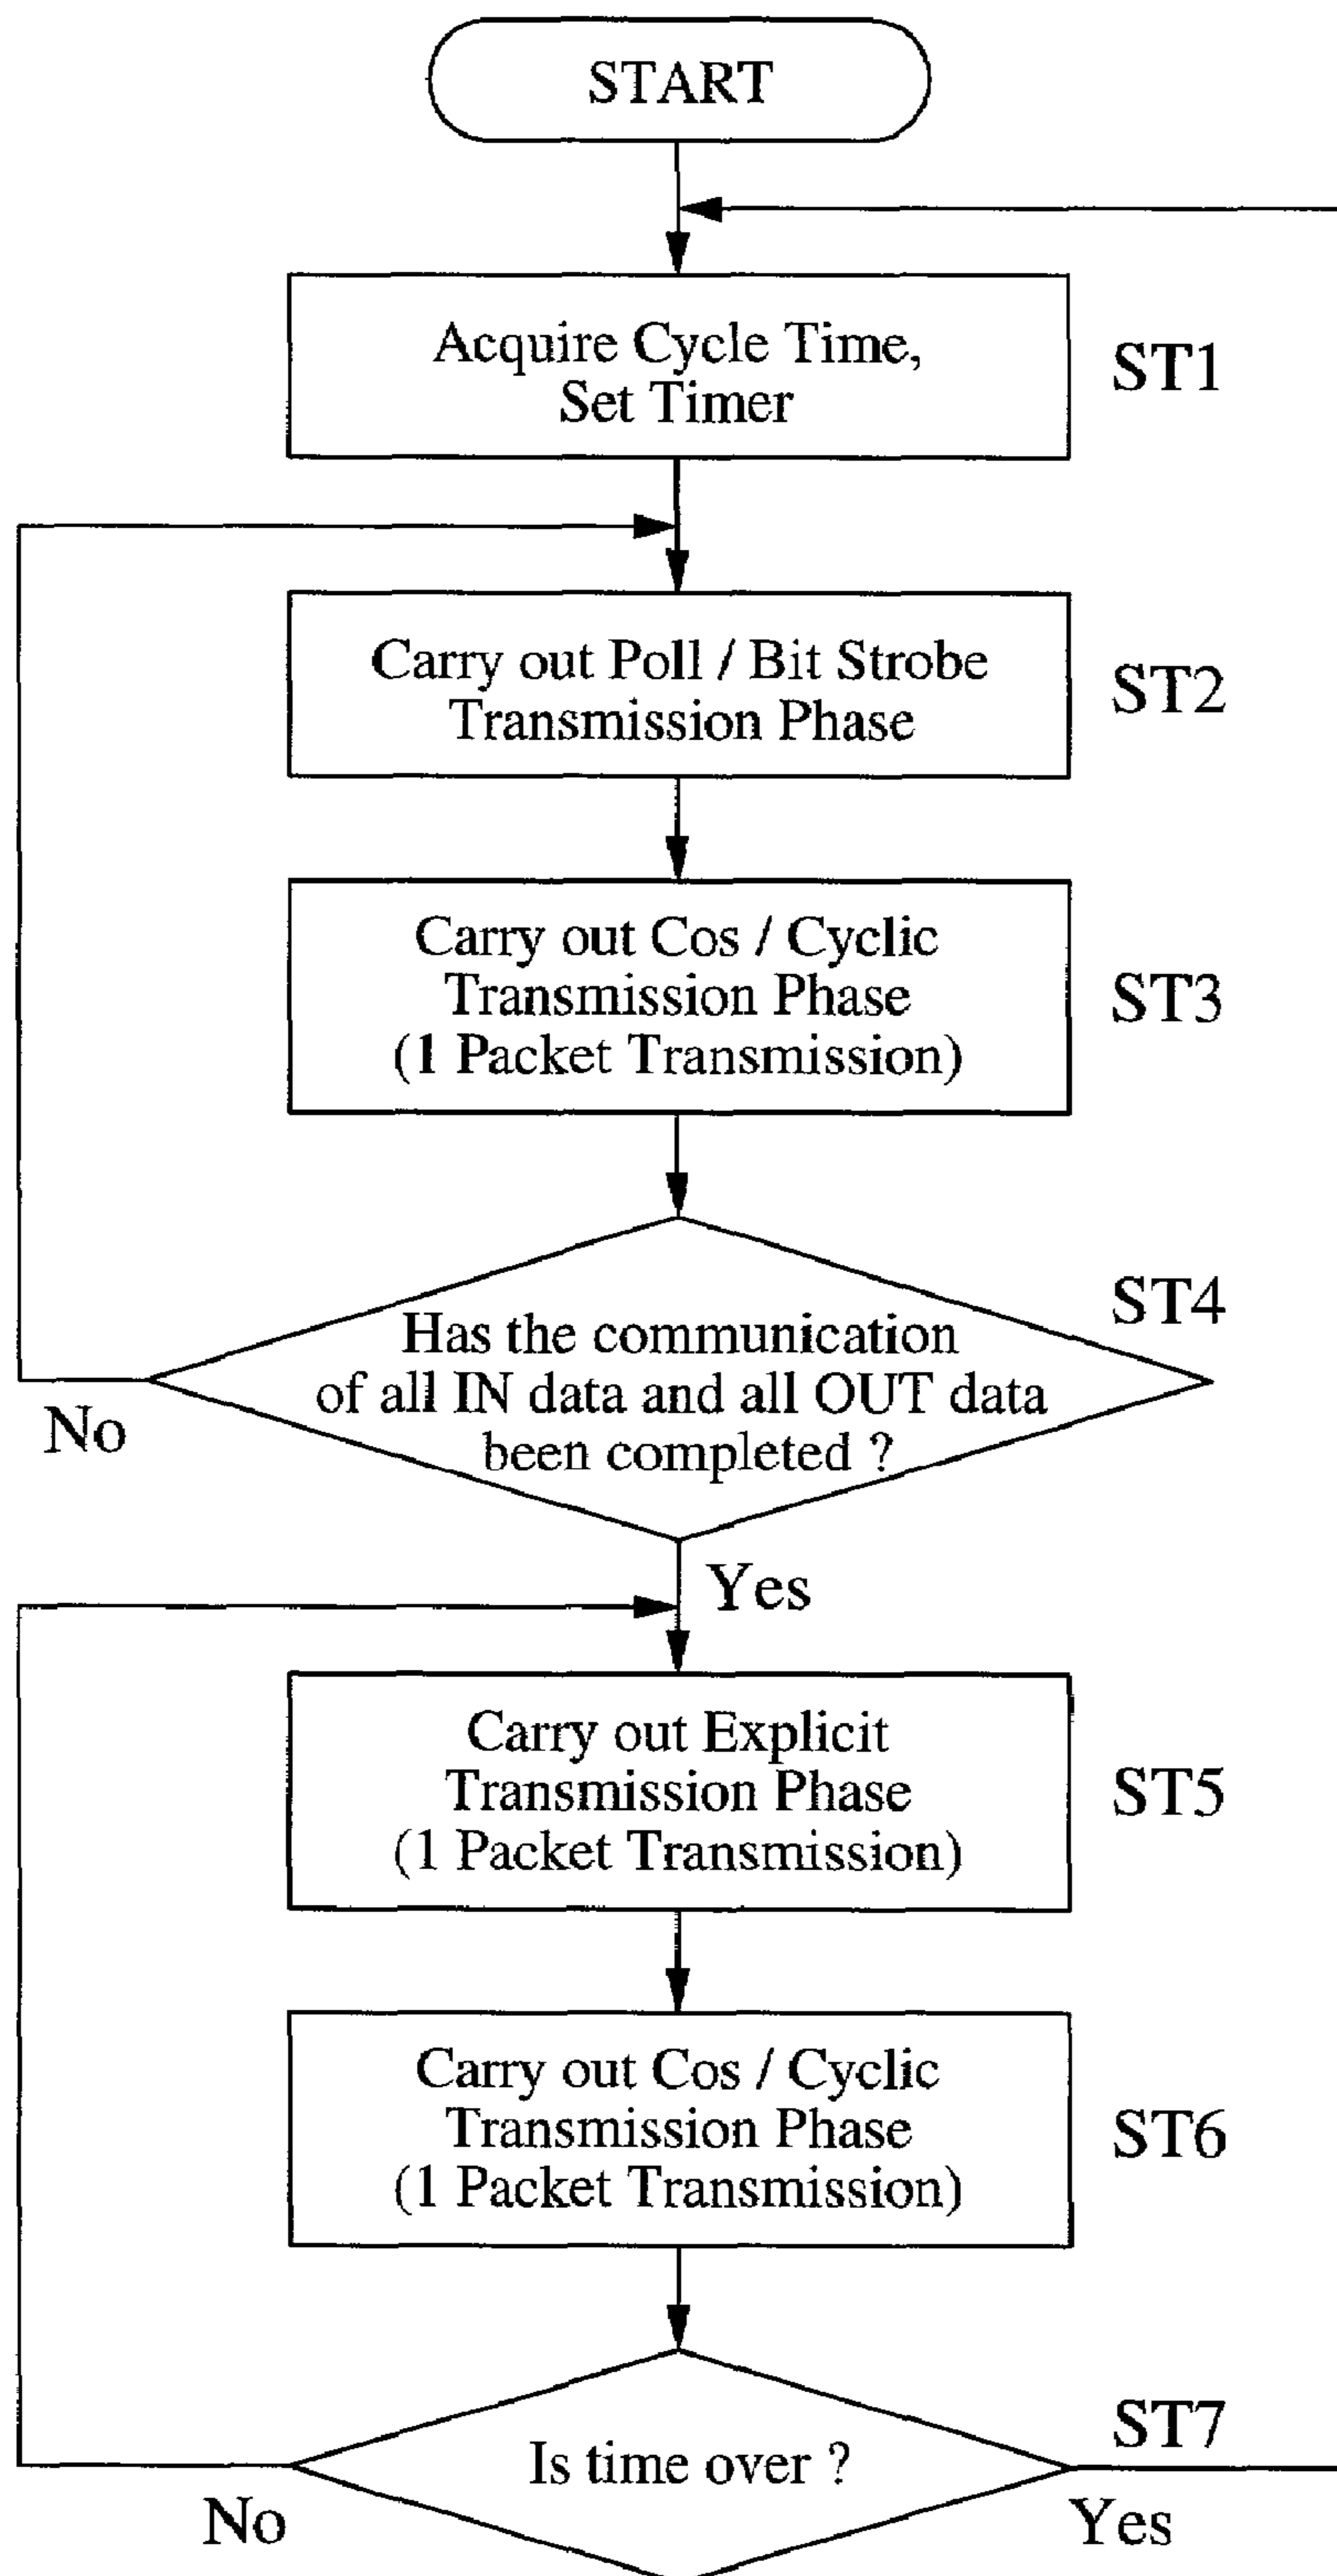 START
Acquire Cycle Time,
Set Timer
ST1
Carry out Poll / Bit Strobe
Transmission Phase
ST2
Carry out Cos / Cyclic
Transmission Phase
(1 Packet Transmission)
ST3
ST4
Has the communication
of all IN data and all OUT data
been completed ?
No
Yes
Carry out Explicit
Transmission Phase
(1 Packet Transmission)
ST5
Carry out Cos / Cyclic
Transmission Phase
(1 Packet Transmission)
ST6
ST7
Is time over ?
No
Yes